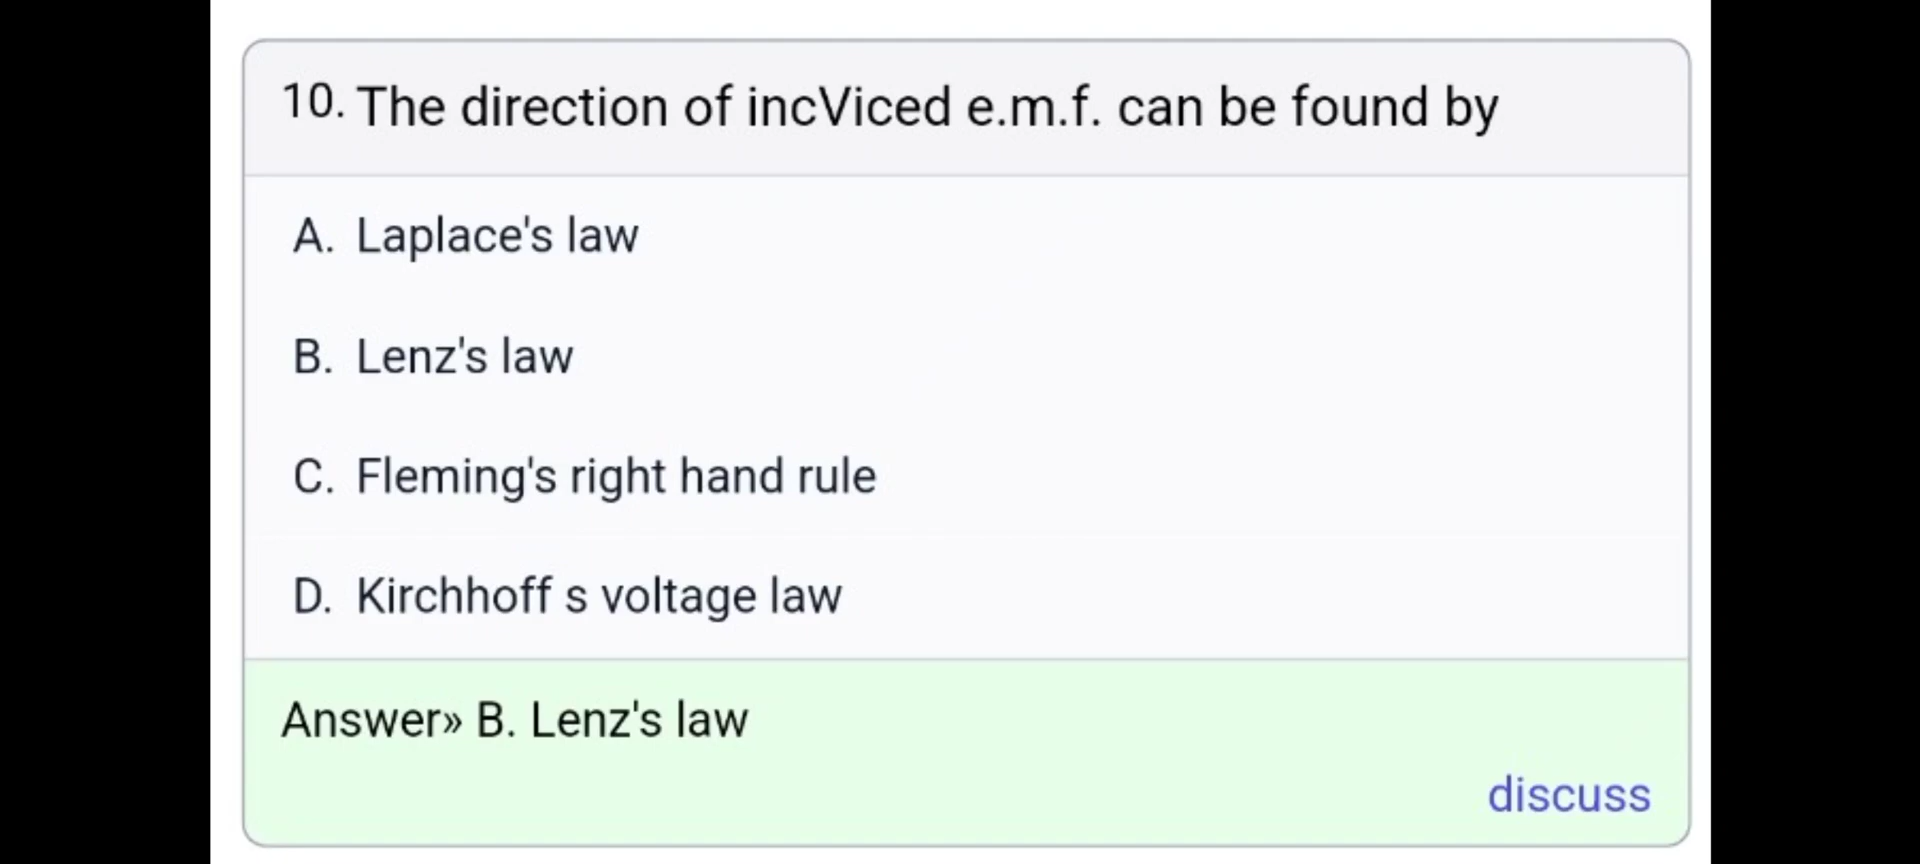 10. The direction of incViced e.m.f. can be found by
A. Laplace's law
B. Lenz's law
C. Fleming's right hand rule
D. Kirchhoff s voltage law
Answer» B. Lenz's law
discuss